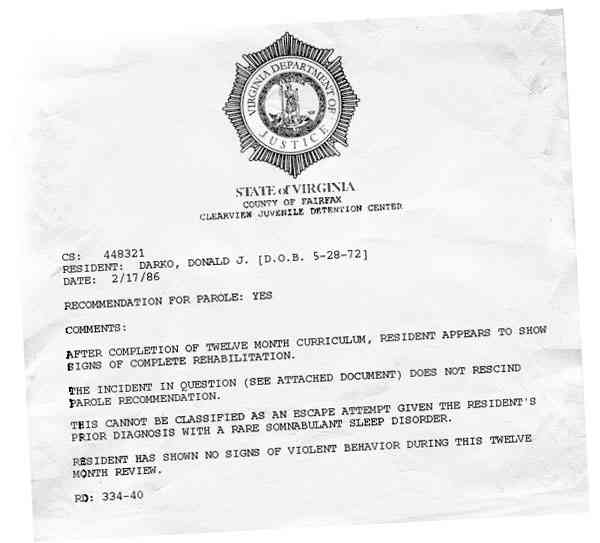 VIRGINIA DEPARTMENT OF
JUSTICE
STATE of VIRGINIA
COUNTY OF FAIRFAX
CLEARVIEW JUVENILE DETENTION CENTER
CS: 448321
RESIDENT: DARKO, DONALD J. [D.O.B. 5-28-72]
DATE: 2/17/86
RECOMMENDATION FOR PAROLE: YES
COMMENTS:
AFTER COMPLETION OF TWELVE MONTH CURRICULUM, RESIDENT APPEARS TO SHOW
SIGNS OF COMPLETE REHABILITATION.
THE INCIDENT IN QUESTION (SEE ATTACHED DOCUMENT) DOES NOT RESCIND
PAROLE RECOMMENDATION.
THIS CANNOT BE CLASSIFIED AS AN ESCAPE ATTEMPT GIVEN THE RESIDENT'S
PRIOR DIAGNOSIS WITH A RARE SOMNABULANT SLEEP DISORDER.
RESIDENT HAS SHOWN NO SIGNS OF VIOLENT BEHAVIOR DURING THIS TWELVE
MONTH REVIEW.
RD: 334-40